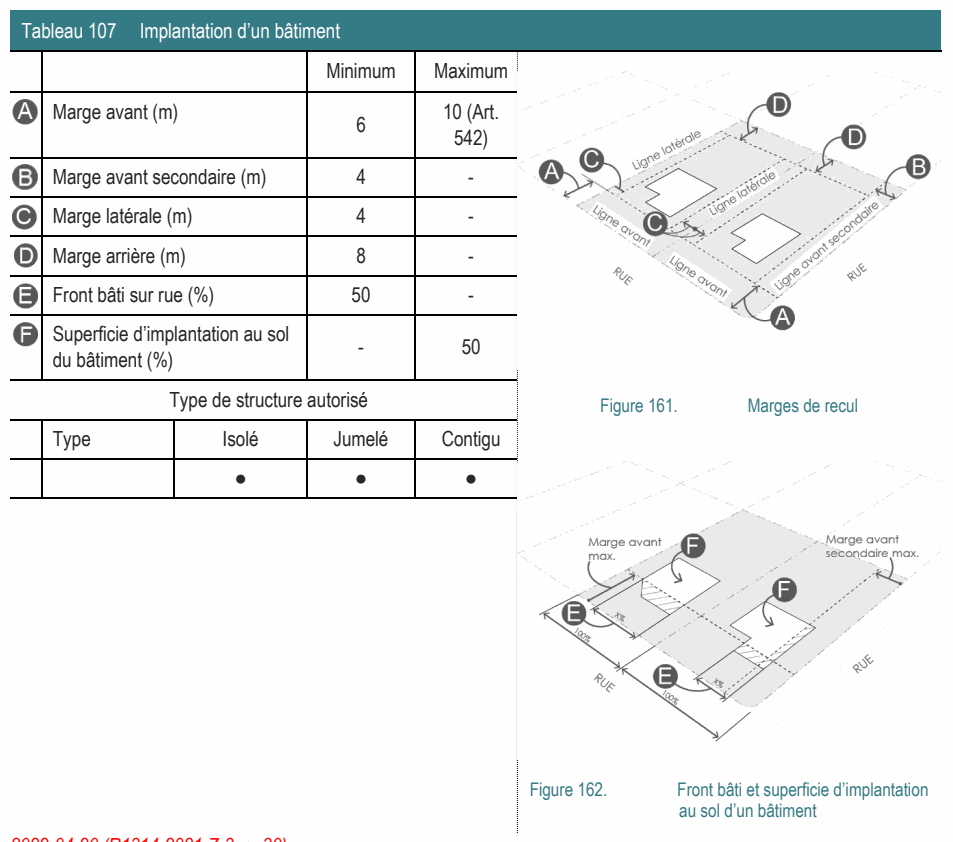 Tableau 107 Implantation d'un bâtiment
Minimum Maximum
A Marge avant (m) 6 10 (Art. 542)
B Marge avant secondaire (m) 4 -
C Marge latérale (m) 4 -
D Marge arrière (m) 8 -
E Front bâti sur rue (%) 50 -
F Superficie d'implantation au sol du bâtiment (%) - 50
Type de structure autorisé
Type Isolé Jumelé Contigu
● ● ●
D
D
Ligne latérale
C
A
B
Ligne latérale
Ligne avant
C
Ligne avant secondaire
Ligne avant
RUE
RUE
A
Figure 161. Marges de recul
Marge avant
max.
F
Marge avant
secondaire max.
F
E
X%
100%
E
X%
100%
RUE
RUE
Figure 162. Front bâti et superficie d'implantation
au sol d'un bâtiment